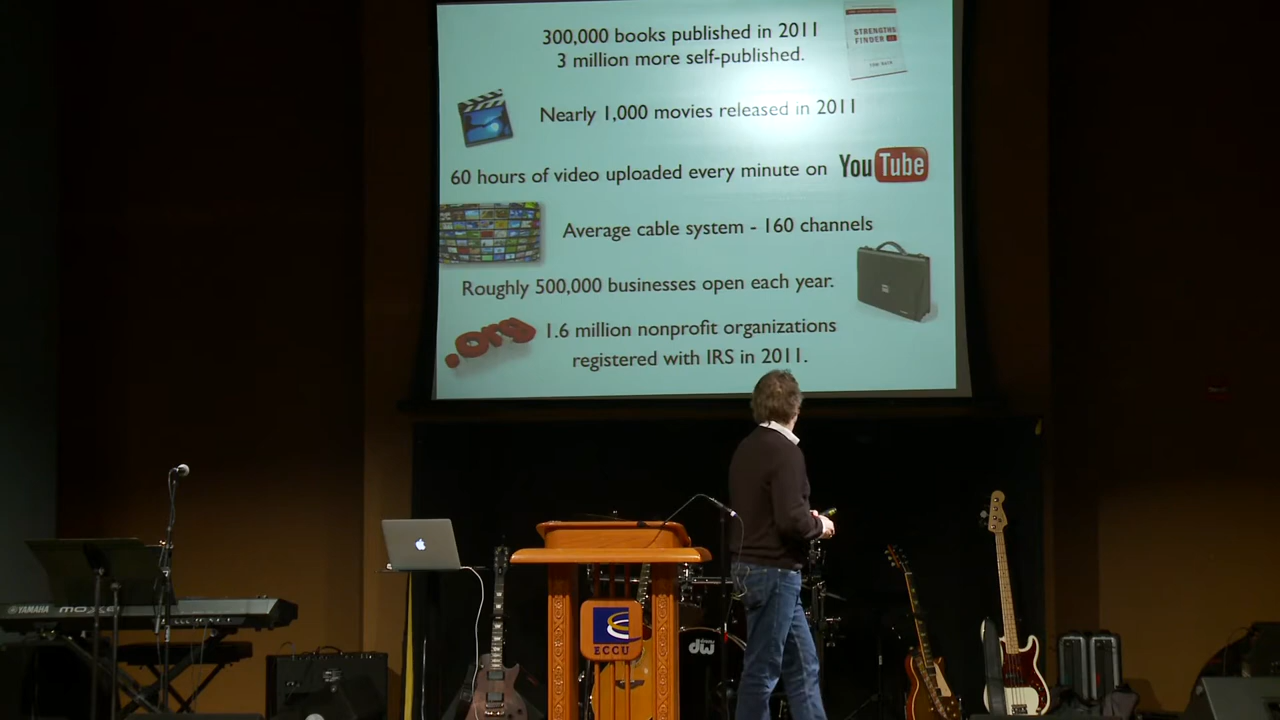 300,000 books published in 2011
3 million more self-published.
STRENGTHS
FINDER
TOM RATH
Nearly 1,000 movies released in 2011
60 hours of video uploaded every minute on YouTube
Average cable system - 160 channels
Roughly 500,000 businesses open each year.
.org
1.6 million nonprofit organizations
registered with IRS in 2011.
YAMAHA
ECCU
dw